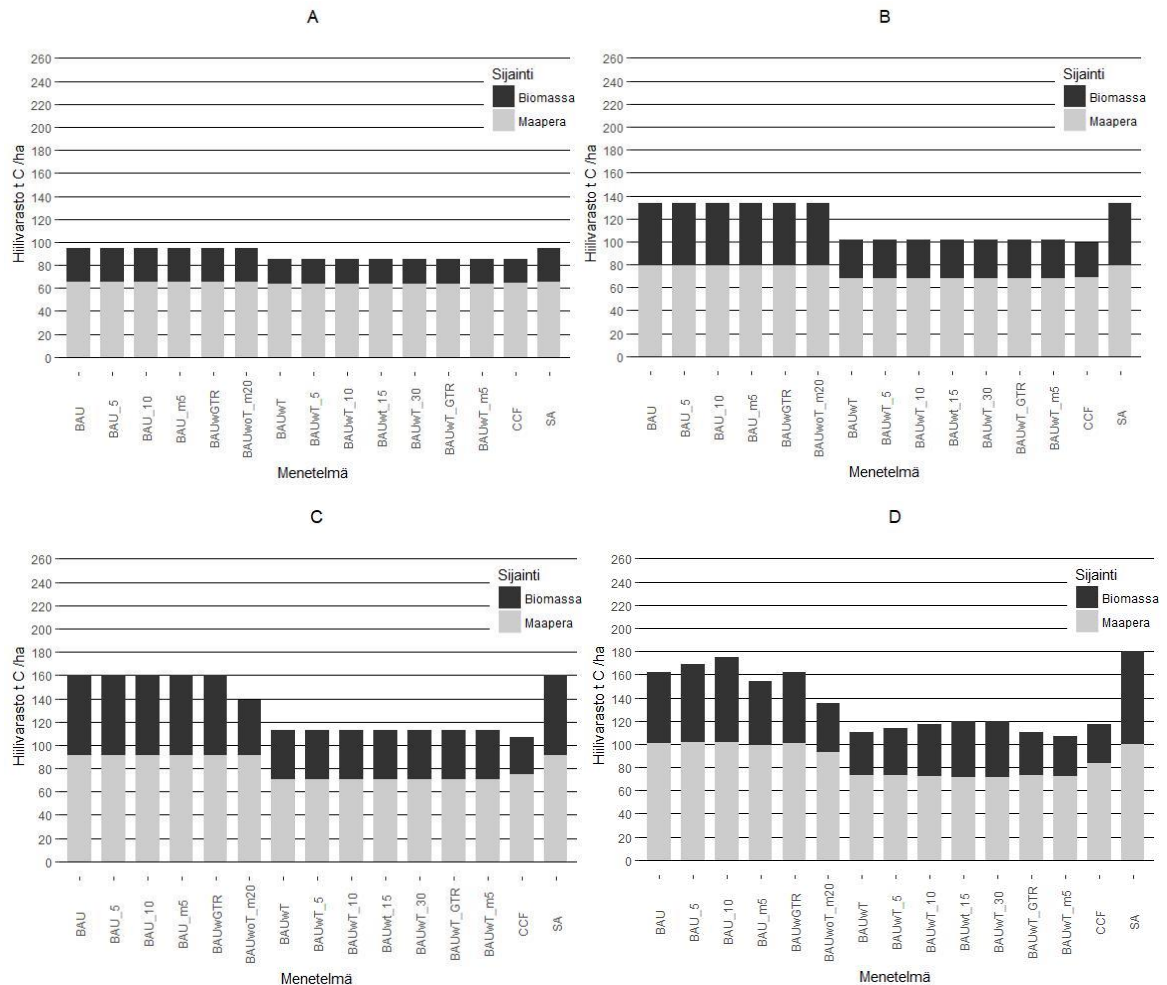 A
Hiilivarasto t C /ha
260
240
220
200
180
160
140
120
100
80
60
40
20
0
Sijainti
Biomassa
Maapera
BAU
BAU_5
BAU_10
BAU_m5
BAUwGTR
BAUwoT_m20
BAUwT
BAUwT_5
BAUwT_10
BAUwt_15
BAUwT_30
BAUwT_GTR
BAUwT_m5
CCF
SA
Menetelmä
B
Hiilivarasto t C /ha
260
240
220
200
180
160
140
120
100
80
60
40
20
0
Sijainti
Biomassa
Maapera
BAU
BAU_5
BAU_10
BAU_m5
BAUwGTR
BAUwoT_m20
BAUwT
BAUwT_5
BAUwT_10
BAUwt_15
BAUwT_30
BAUwT_GTR
BAUwT_m5
CCF
SA
Menetelmä
C
Hiilivarasto t C /ha
260
240
220
200
180
160
140
120
100
80
60
40
20
0
Sijainti
Biomassa
Maapera
BAU
BAU_5
BAU_10
BAU_m5
BAUwGTR
BAUwoT_m20
BAUwT
BAUwT_5
BAUwT_10
BAUwt_15
BAUwT_30
BAUwT_GTR
BAUwT_m5
CCF
SA
Menetelmä
D
Hiilivarasto t C /ha
260
240
220
200
180
160
140
120
100
80
60
40
20
0
Sijainti
Biomassa
Maapera
BAU
BAU_5
BAU_10
BAU_m5
BAUwGTR
BAUwoT_m20
BAUwT
BAUwT_5
BAUwT_10
BAUwt_15
BAUwT_30
BAUwT_GTR
BAUwT_m5
CCF
SA
Menetelmä